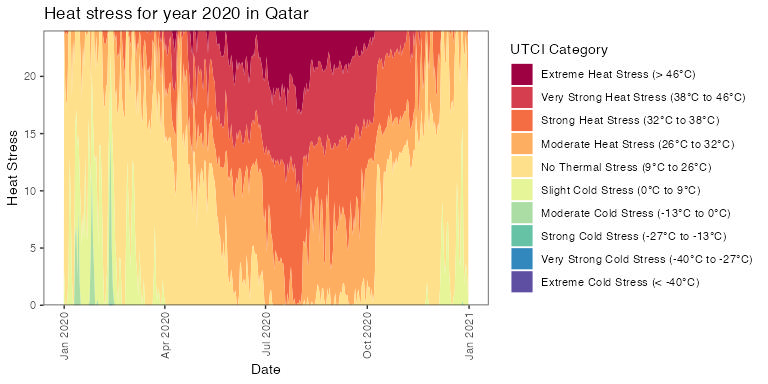 Heat stress for year 2020 in Qatar
Heat Stress
20
15
10
5
0
Jan 2020
Apr 2020
Jul 2020
Oct 2020
Jan 2021
Date
UTCI Category
Extreme Heat Stress (> 46°C)
Very Strong Heat Stress (38°C to 46°C)
Strong Heat Stress (32°C to 38°C)
Moderate Heat Stress (26°C to 32°C)
No Thermal Stress (9°C to 26°C)
Slight Cold Stress (0°C to 9°C)
Moderate Cold Stress (-13°C to 0°C)
Strong Cold Stress (-27°C to -13°C)
Very Strong Cold Stress (-40°C to -27°C)
Extreme Cold Stress (< -40°C)